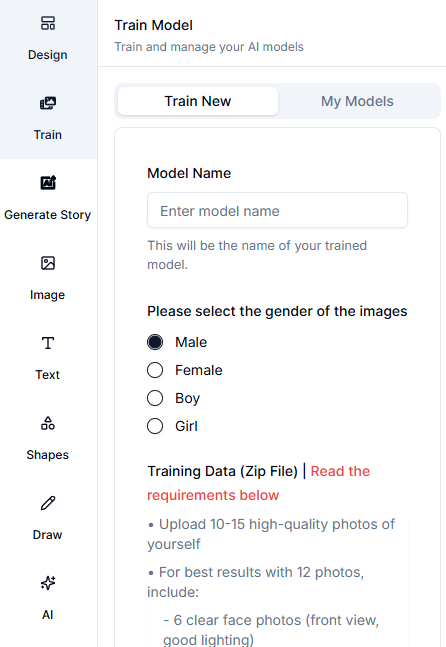 Design
Train
Generate Story
Image
Text
Shapes
Draw
AI
Train Model
Train and manage your AI models
Train New
My Models
Model Name
Enter model name
This will be the name of your trained
model.
Please select the gender of the images
Male
Female
Boy
Girl
Training Data (Zip File) | Read the
requirements below
• Upload 10-15 high-quality photos of
yourself
• For best results with 12 photos,
include:
- 6 clear face photos (front view,
good lighting)